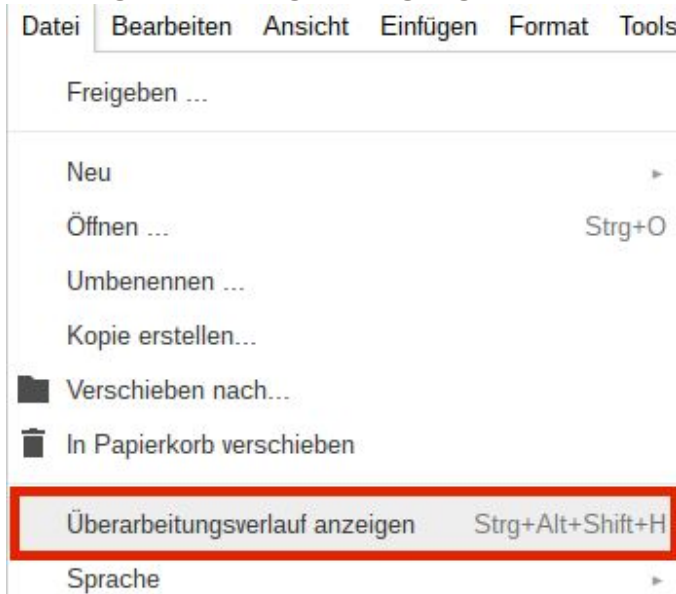 Datei Bearbeiten Ansicht Einfügen Format Tools
Freigeben ...
Neu
Öffnen ... Strg+O
Umbenennen ...
Kopie erstellen...
Verschieben nach...
In Papierkorb verschieben
Überarbeitungsverlauf anzeigen Strg+Alt+Shift+H
Sprache